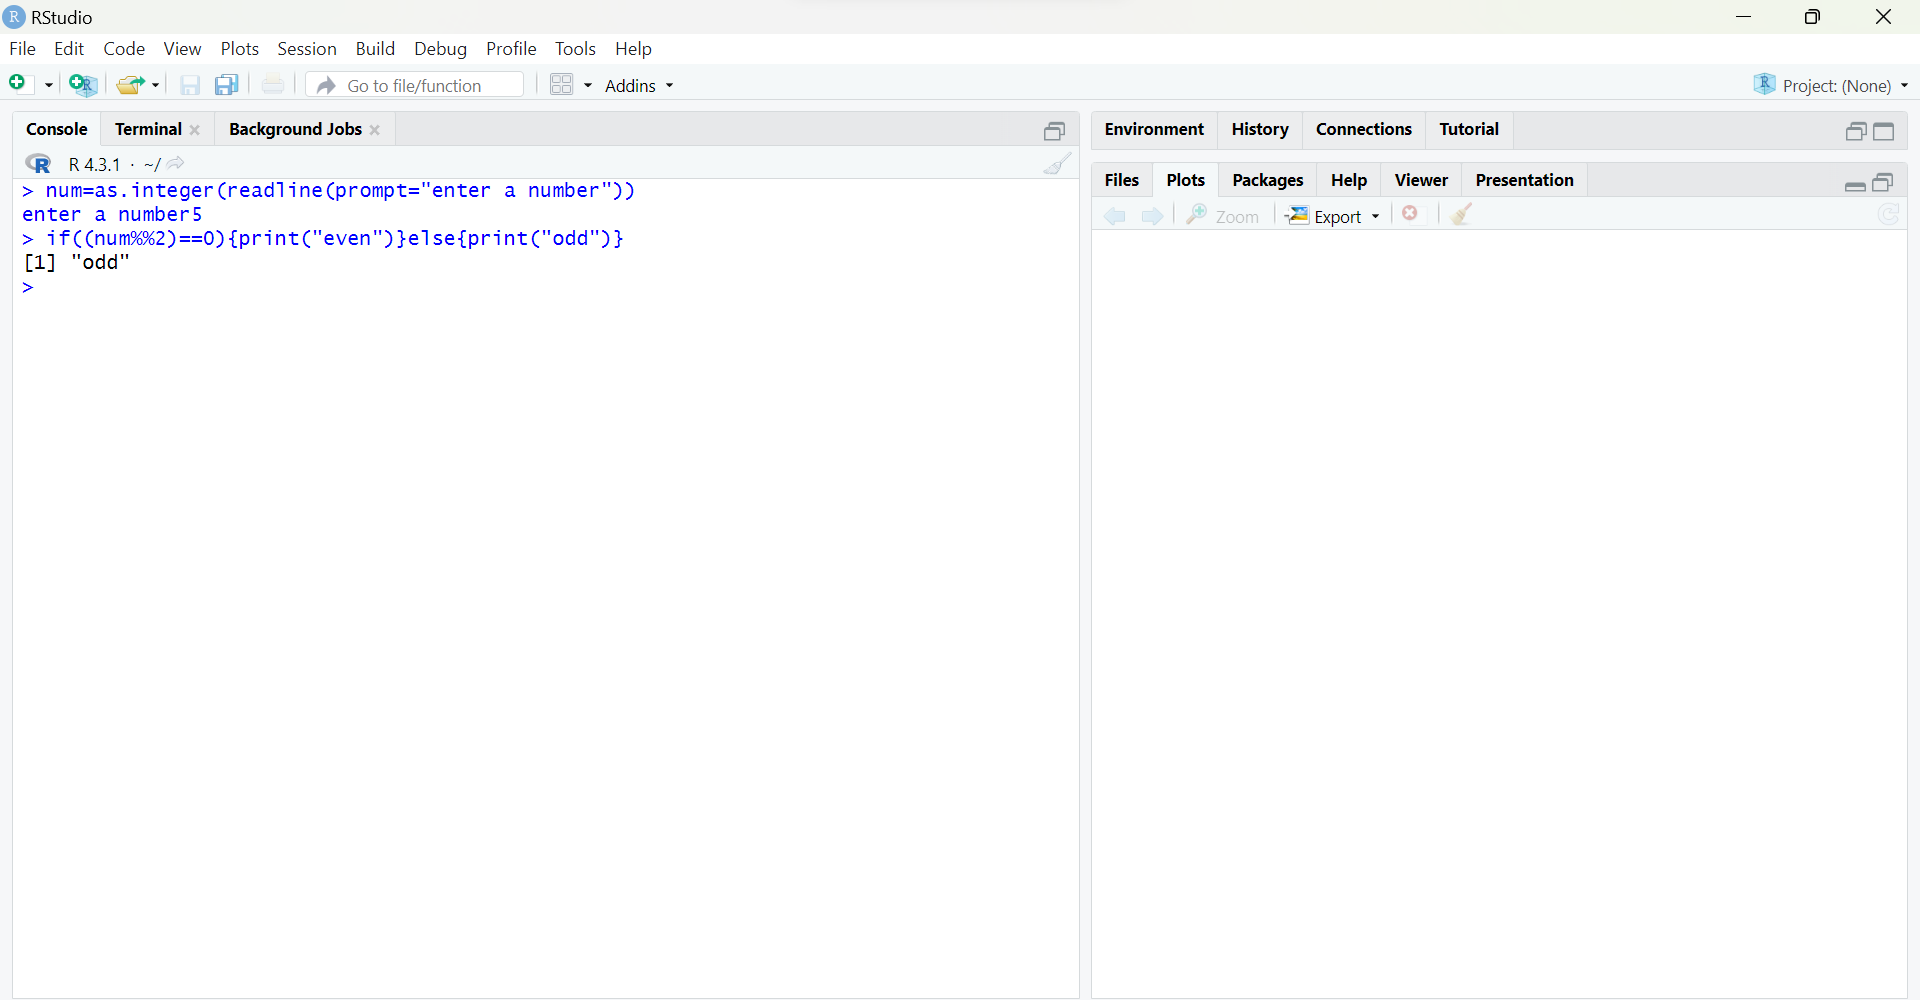 RStudio
File Edit Code View Plots Session Build Debug Profile Tools Help
Go to file/function Addins Project: (None)
Console Terminal Background Jobs
R 4.3.1 · ~/
> num=as.integer(readline(prompt="enter a number"))
enter a number5
> if((num%%2)==0){print("even")}else{print("odd")}
[1] "odd"
>
Environment History Connections Tutorial
Files Plots Packages Help Viewer Presentation
Zoom Export